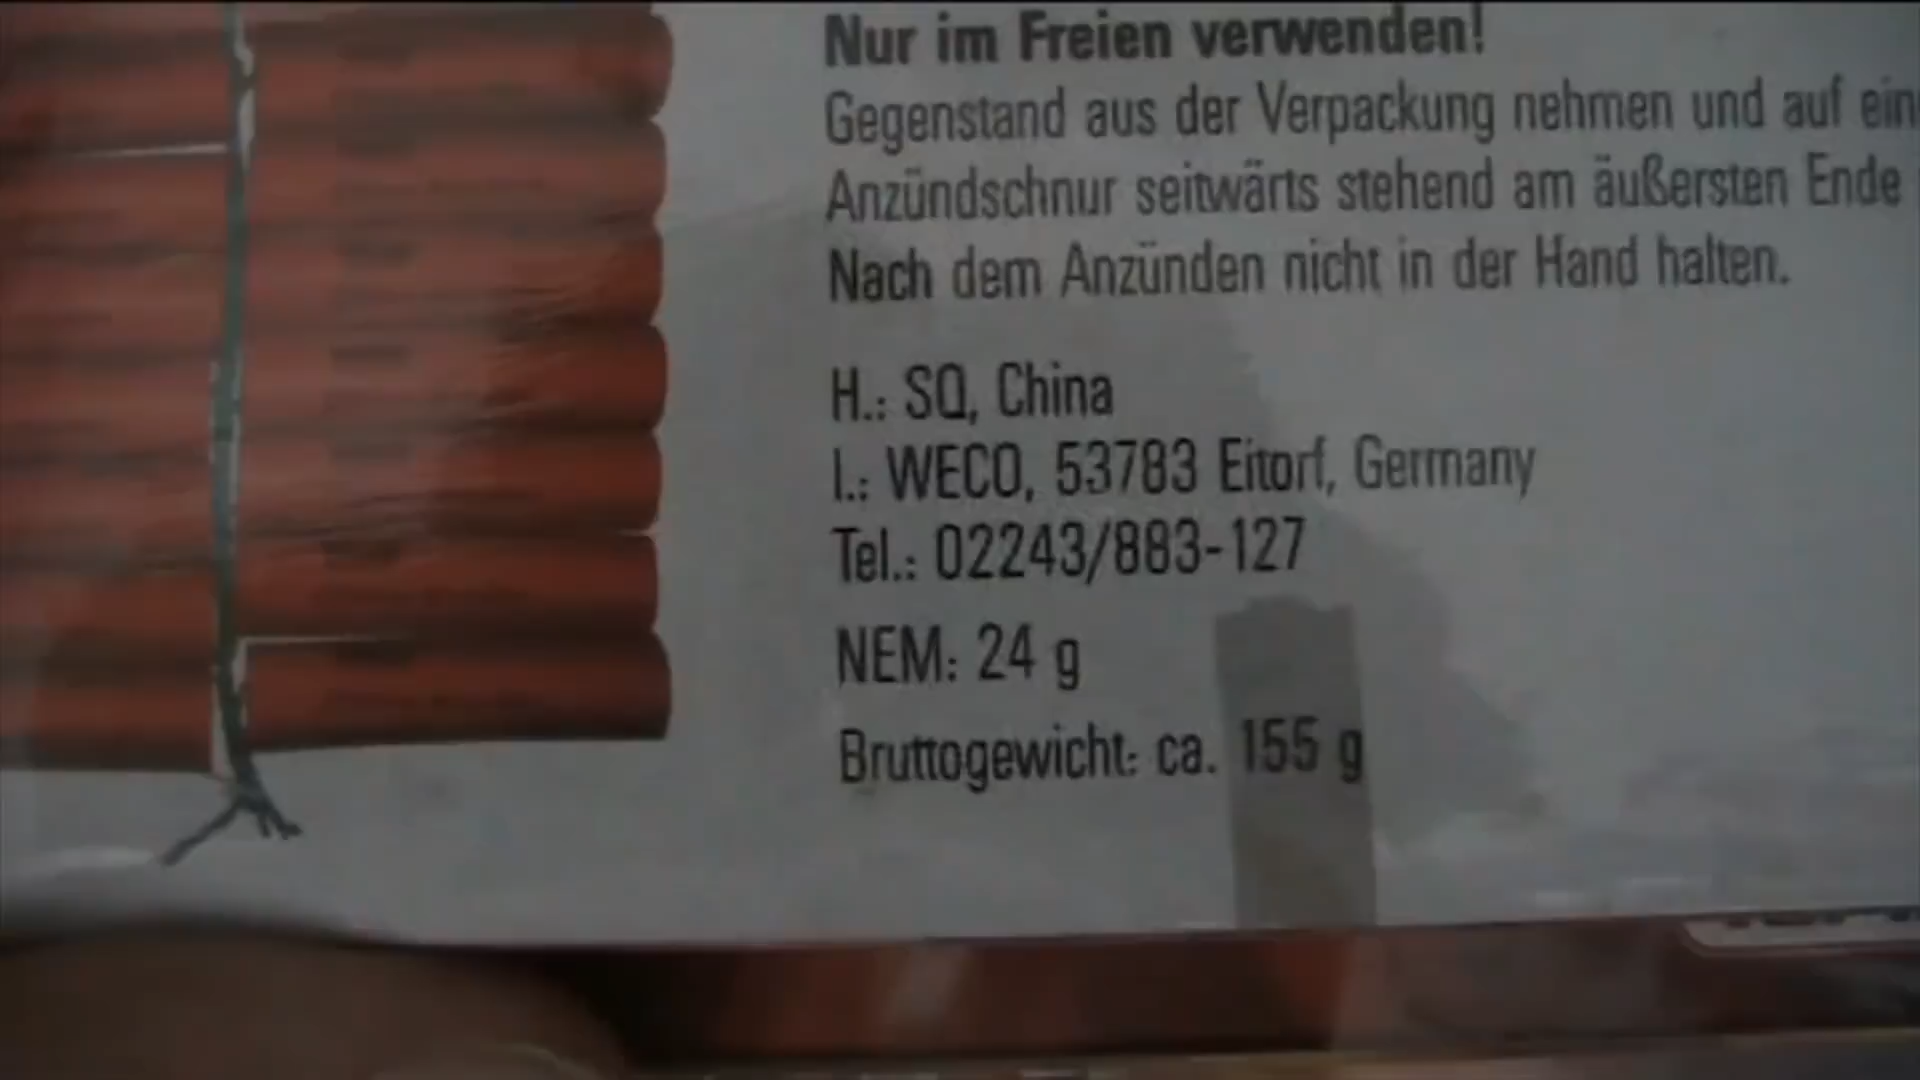 Nur im Freien verwenden!
Gegenstand aus der Verpackung nehmen und auf ein
Anzündschnur seitwärts stehend am äußersten Ende
Nach dem Anzünden nicht in der Hand halten.
H.: SQ, China
I.: WECO, 53783 Eitorf, Germany
Tel.: 02243/883-127
NEM: 24 g
Bruttogewicht: ca. 155 g